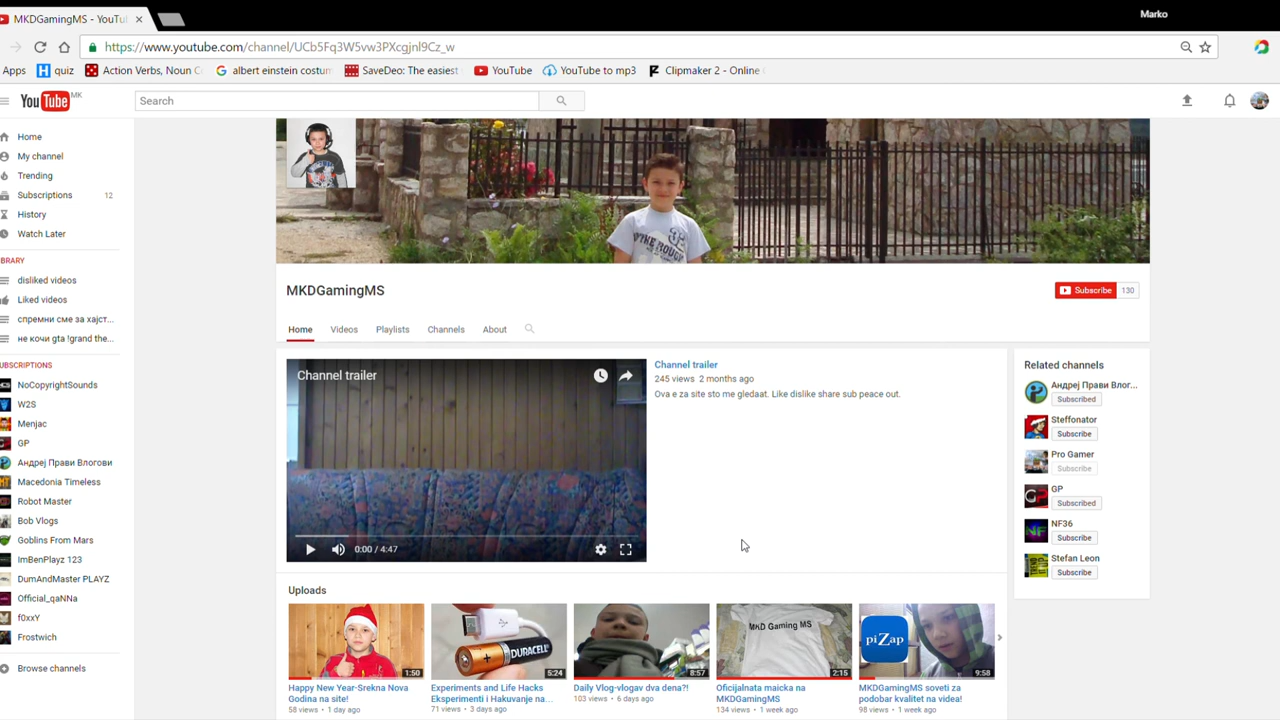 Marko
MKDGamingMS - YouTu
https://www.youtube.com/channel/UCb5Fq3W5vw3PXcgjnl9Cz_w
Apps
H quiz
Action Verbs, Noun C
albert einstein costum
SaveDeo: The easiest
YouTube
YouTube to mp3
Clipmaker 2 - Online
YouTube MK
Search
Home
My channel
Trending
Subscriptions 12
History
Watch Later
BRARY
disliked videos
Liked videos
спремни сме за хајст...
не кочи gta !grand the...
UBSCRIPTIONS
NoCopyrightSounds
W2S
Menjac
GP
Андреј Прави Влогови
Macedonia Timeless
Robot Master
Bob Vlogs
Goblins From Mars
ImBenPlayz 123
DumAndMaster PLAYZ
Official_qaNNa
f0xxY
Frostwich
Browse channels
MKDGamingMS
Subscribe 130
Home Videos Playlists Channels About
Channel trailer
0:00 / 4:47
Channel trailer
245 views 2 months ago
Ova e za site sto me gledaat. Like dislike share sub peace out.
Related channels
Андреј Прави Влог...
Subscribed
Steffonator
Subscribe
Pro Gamer
Subscribe
GP
Subscribed
NF36
Subscribe
Stefan Leon
Subscribe
Uploads
1:50
Happy New Year-Srekna Nova
Godina na site!
58 views • 1 day ago
DURACELL
5:24
Experiments and Life Hacks
Eksperimenti i Hakuvanje na...
71 views • 3 days ago
8:57
Daily Vlog-vlogav dva dena?!
103 views • 6 days ago
MKD Gaming MS
2:15
Oficijalnata maicka na
MKDGamingMS
134 views • 1 week ago
piZap
9:58
MKDGamingMS soveti za
podobar kvalitet na videa!
98 views • 1 week ago